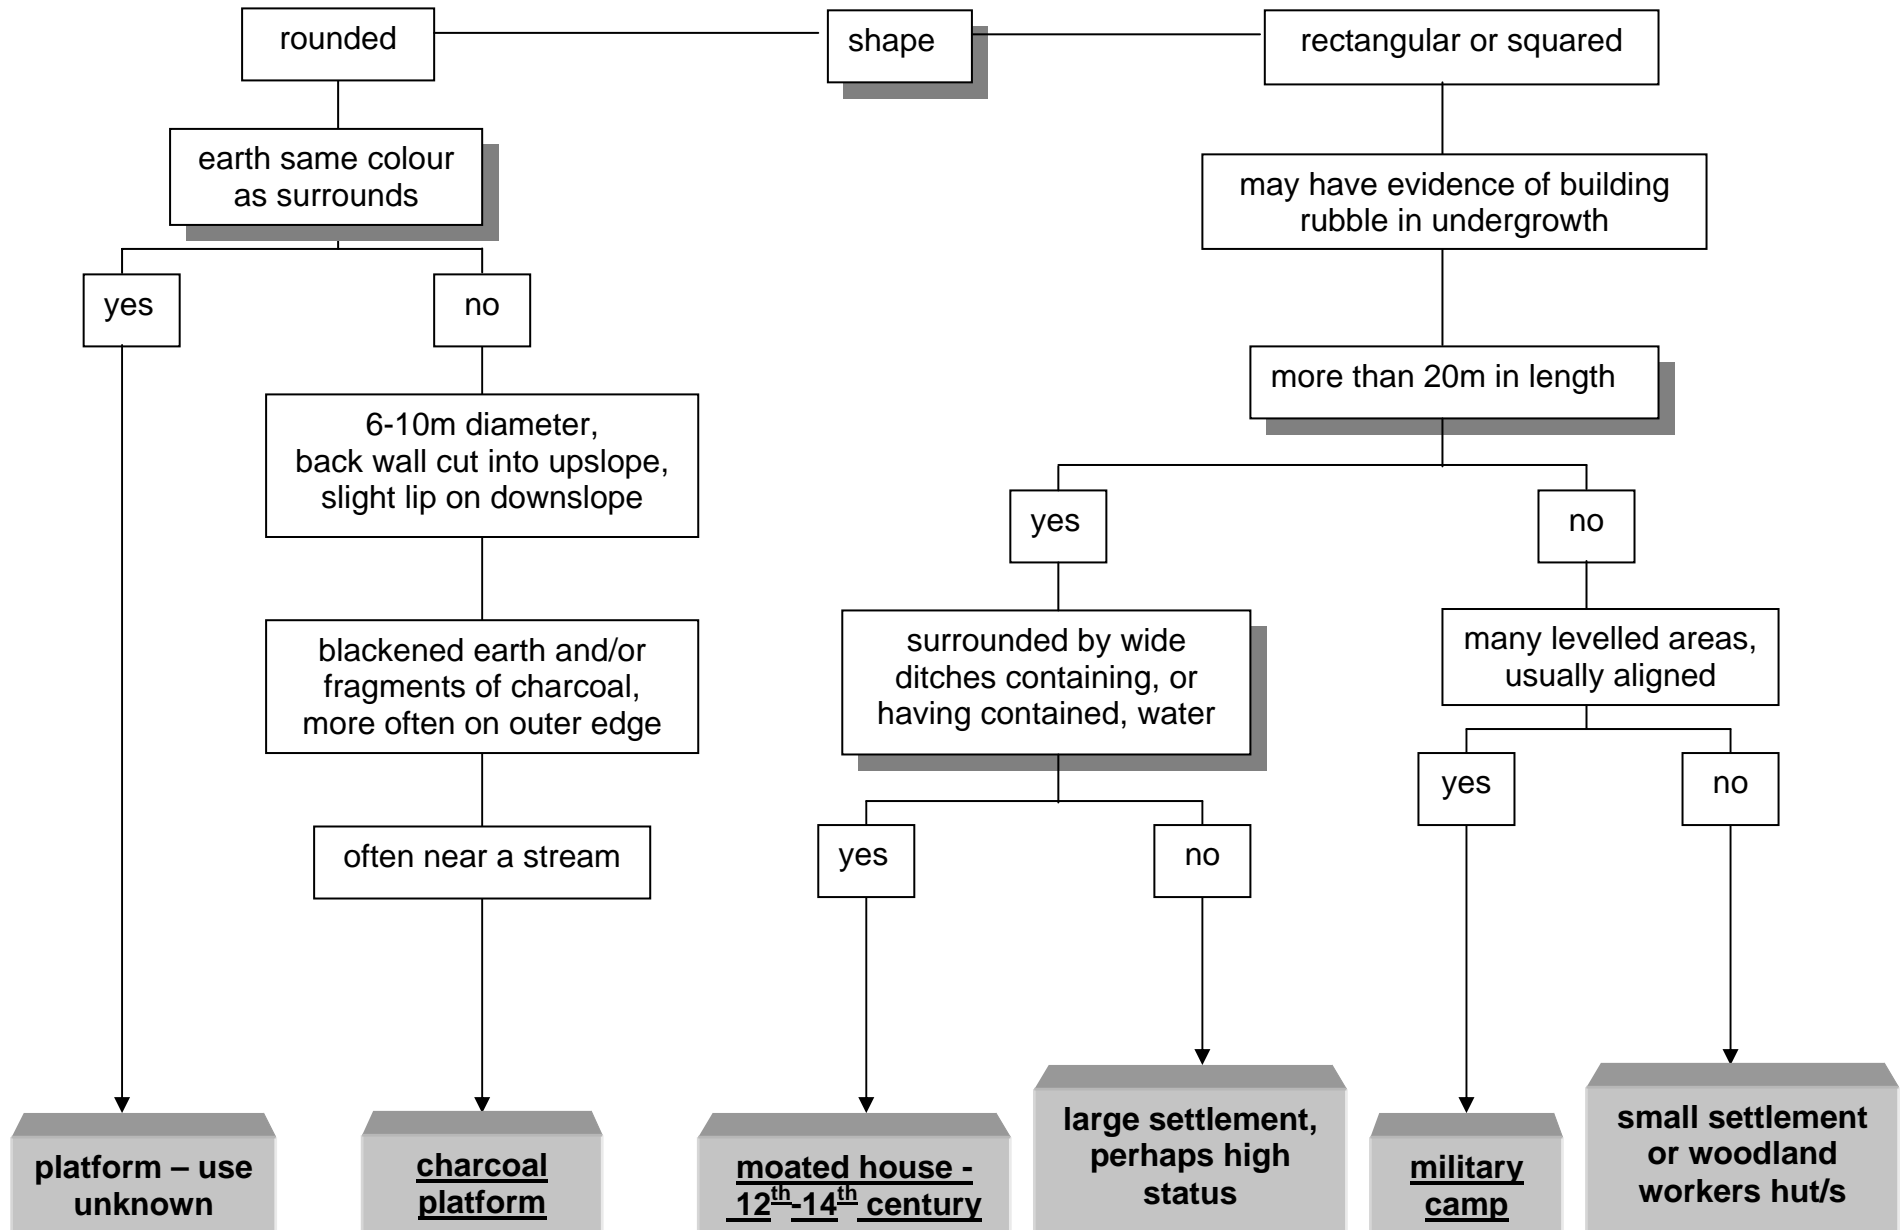 rounded
shape
rectangular or squared
earth same colour
as surrounds
may have evidence of building
rubble in undergrowth
yes
no
more than 20m in length
6-10m diameter,
back wall cut into upslope,
slight lip on downslope
yes
no
blackened earth and/or
fragments of charcoal,
more often on outer edge
surrounded by wide
ditches containing, or
having contained, water
many levelled areas,
usually aligned
yes
no
often near a stream
yes
no
platform – use
unknown
charcoal
platform
moated house -
12th-14th century
large settlement,
perhaps high
status
military
camp
small settlement
or woodland
workers hut/s